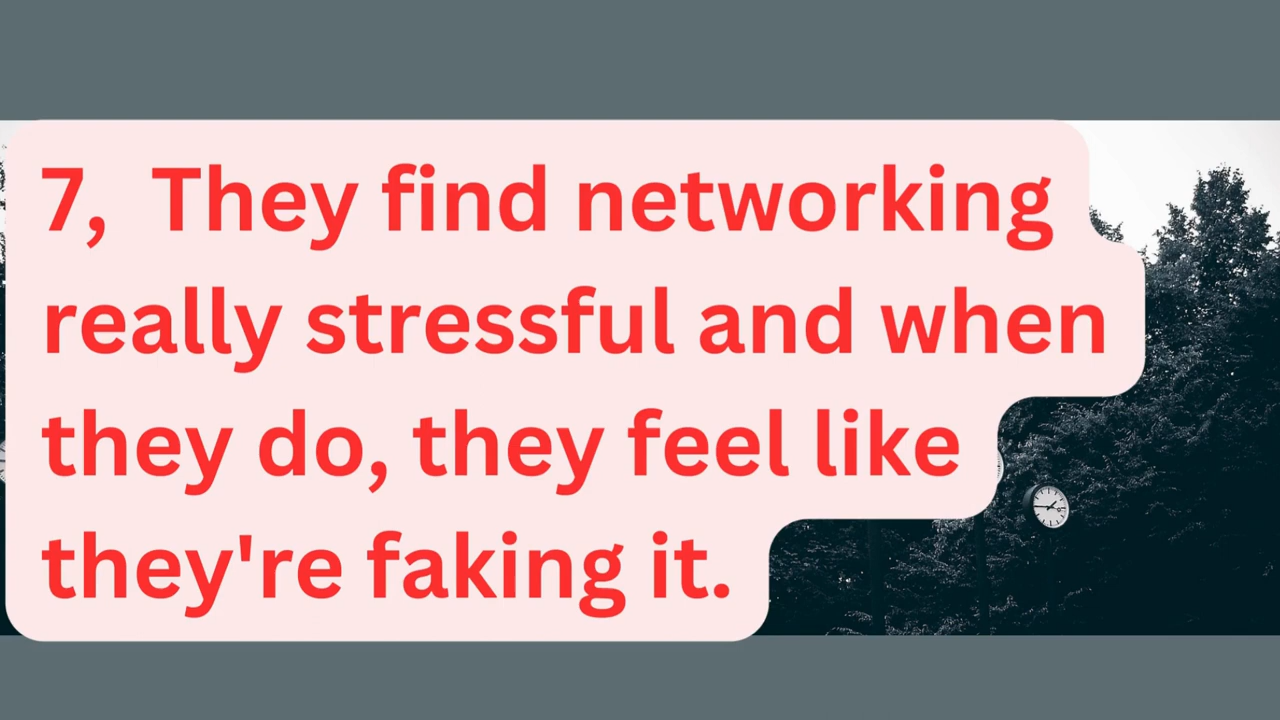 7,  They find networking
really stressful and when
they do, they feel like
they're faking it.